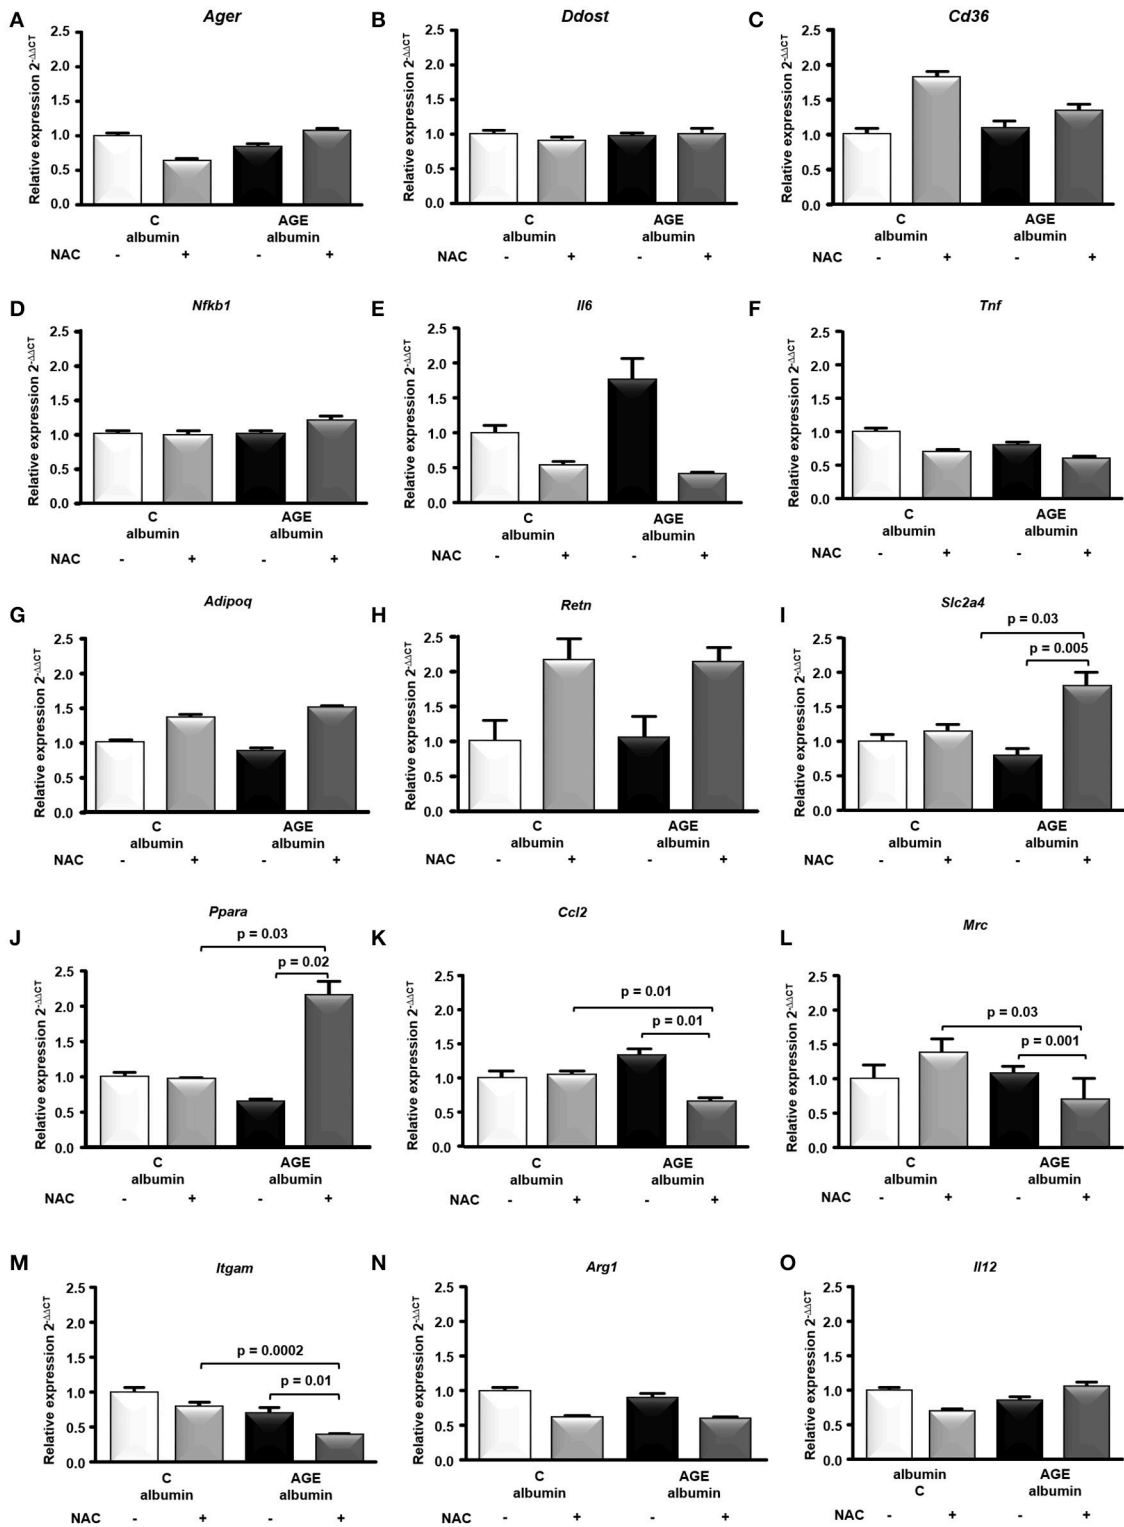 A Ager B Ddost C Cd36
Relative expression 2-ΔΔCT
2.5
2.0
1.5
1.0
0.5
0.0
C AGE
albumin albumin
NAC - + - +
Relative expression 2-ΔΔCT
2.5
2.0
1.5
1.0
0.5
0.0
C AGE
albumin albumin
- + - +
Relative expression 2-ΔΔCT
2.5
2.0
1.5
1.0
0.5
0.0
C AGE
albumin albumin
- + - +
D Nfkb1 E Il6 F Tnf
Relative expression 2-ΔΔCT
2.5
2.0
1.5
1.0
0.5
0.0
C AGE
albumin albumin
NAC - + - +
Relative expression 2-ΔΔCT
2.5
2.0
1.5
1.0
0.5
0.0
C AGE
albumin albumin
NAC - + - +
Relative expression 2-ΔΔCT
2.5
2.0
1.5
1.0
0.5
0.0
C AGE
albumin albumin
NAC - + - +
G Adipoq H Retn I Slc2a4
Relative expression 2-ΔΔCT
2.5
2.0
1.5
1.0
0.5
0.0
C AGE
albumin albumin
NAC - + - +
Relative expression 2-ΔΔCT
2.5
2.0
1.5
1.0
0.5
0.0
C AGE
albumin albumin
NAC - + - +
p = 0.03
p = 0.005
Relative expression 2-ΔΔCT
2.5
2.0
1.5
1.0
0.5
0.0
C AGE
albumin albumin
NAC - + - +
J Ppara K Ccl2 L Mrc
p = 0.03
p = 0.02
Relative expression 2-ΔΔCT
2.5
2.0
1.5
1.0
0.5
0.0
C AGE
albumin albumin
NAC - + - +
p = 0.01
p = 0.01
Relative expression 2-ΔΔCT
2.5
2.0
1.5
1.0
0.5
0.0
C AGE
albumin albumin
NAC - + - +
p = 0.03
p = 0.001
Relative expression 2-ΔΔCT
2.5
2.0
1.5
1.0
0.5
0.0
C AGE
albumin albumin
NAC - + - +
M Itgam N Arg1 O Il12
p = 0.0002
p = 0.01
Relative expression 2-ΔΔCT
2.5
2.0
1.5
1.0
0.5
0.0
C AGE
albumin albumin
NAC - + - +
Relative expression 2-ΔΔCT
2.5
2.0
1.5
1.0
0.5
0.0
C AGE
albumin albumin
NAC - + - +
Relative expression 2-ΔΔCT
2.5
2.0
1.5
1.0
0.5
0.0
albumin AGE
C albumin
NAC - + - +